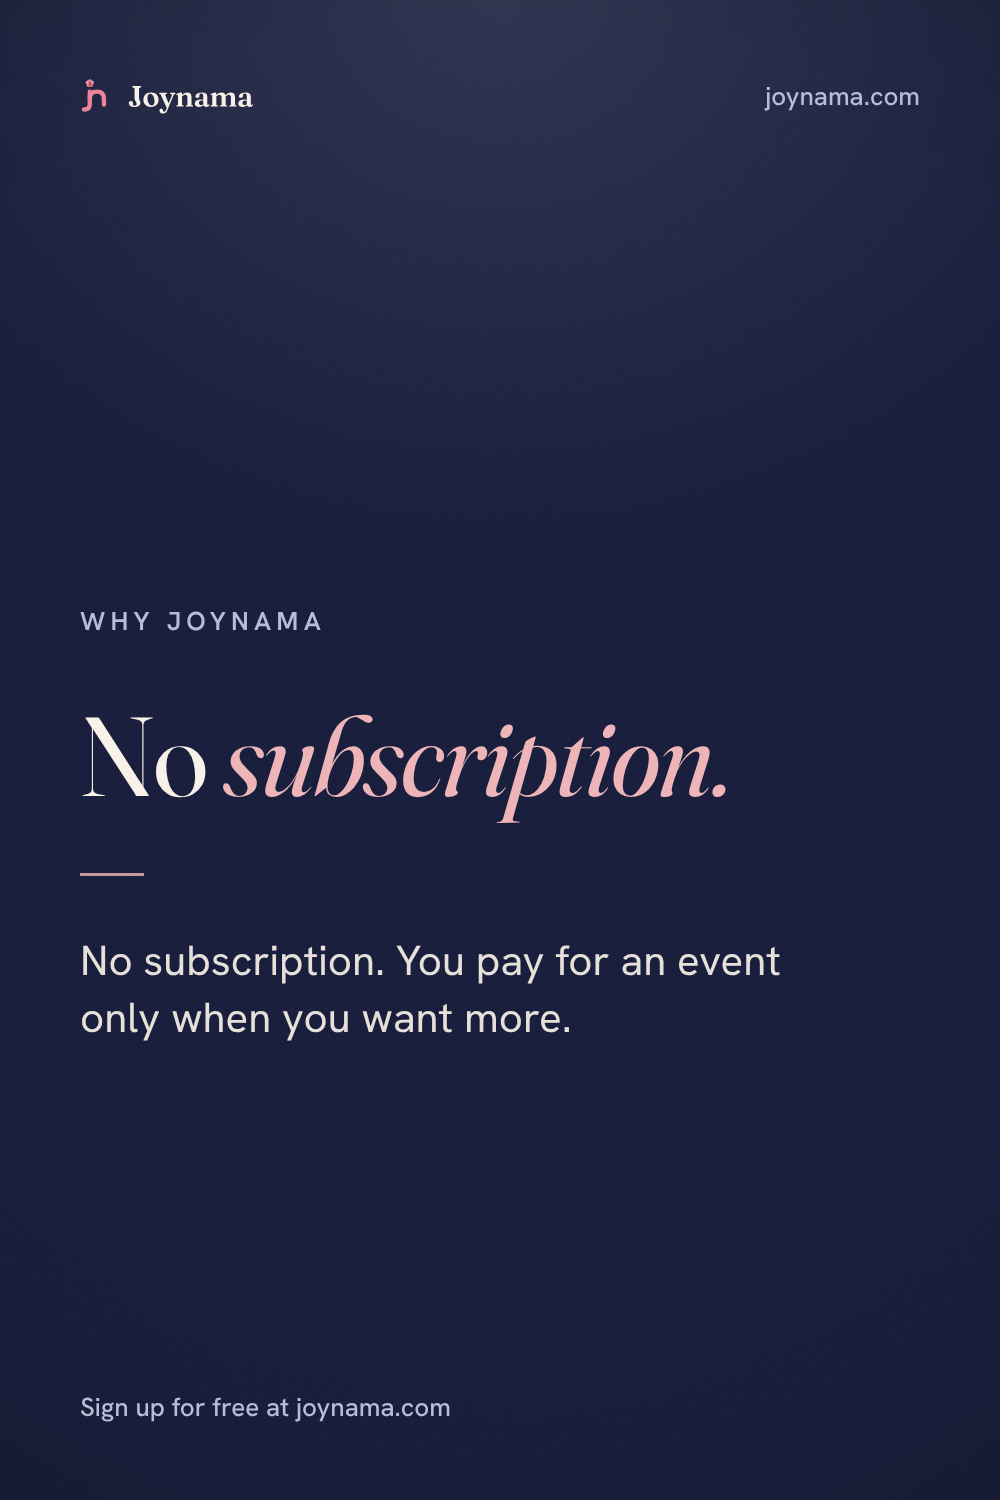 Joynama
joynama.com
WHY JOYNAMA
No subscription.
No subscription. You pay for an event
only when you want more.
Sign up for free at joynama.com